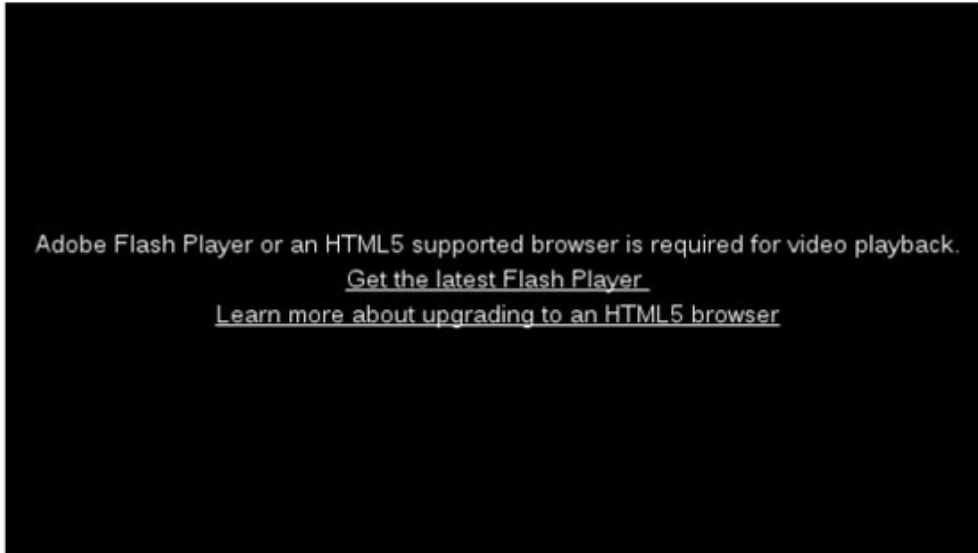 Adobe Flash Player or an HTML5 supported browser is required for video playback.
Get the latest Flash Player
Learn more about upgrading to an HTML5 browser